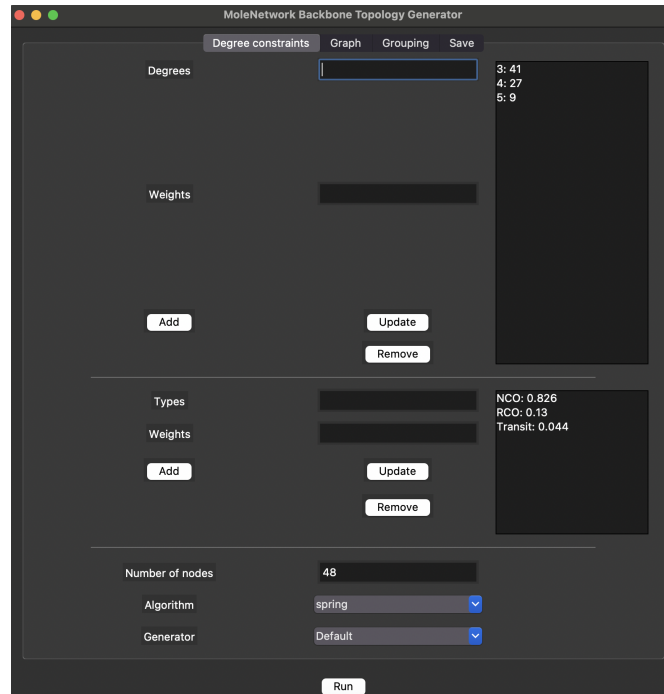 MoleNetwork Backbone Topology Generator
Degree constraints Graph Grouping Save
Degrees
3: 41
4: 27
5: 9
Weights
Add Update
Remove
Types
NCO: 0.826
RCO: 0.13
Transit: 0.044
Weights
Add Update
Remove
Number of nodes 48
Algorithm spring
Generator Default
Run